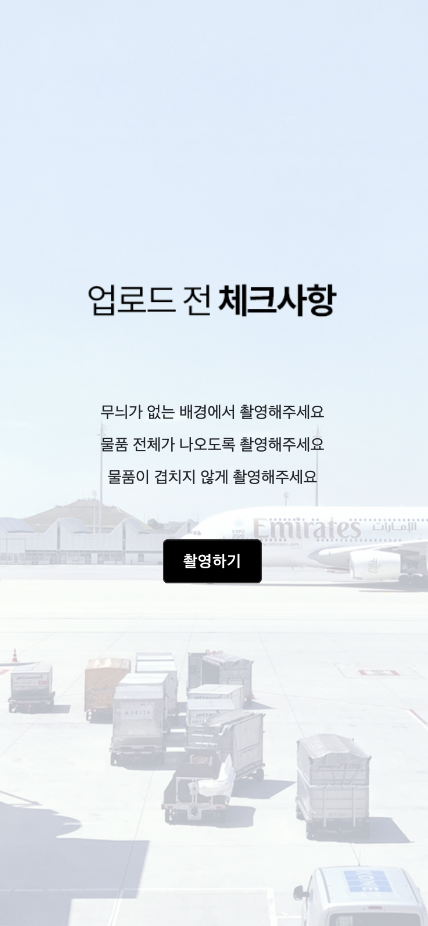 업로드 전 체크사항
무늬가 없는 배경에서 촬영해주세요
물품 전체가 나오도록 촬영해주세요
물품이 겹치지 않게 촬영해주세요
Emirates الإمارات
촬영하기